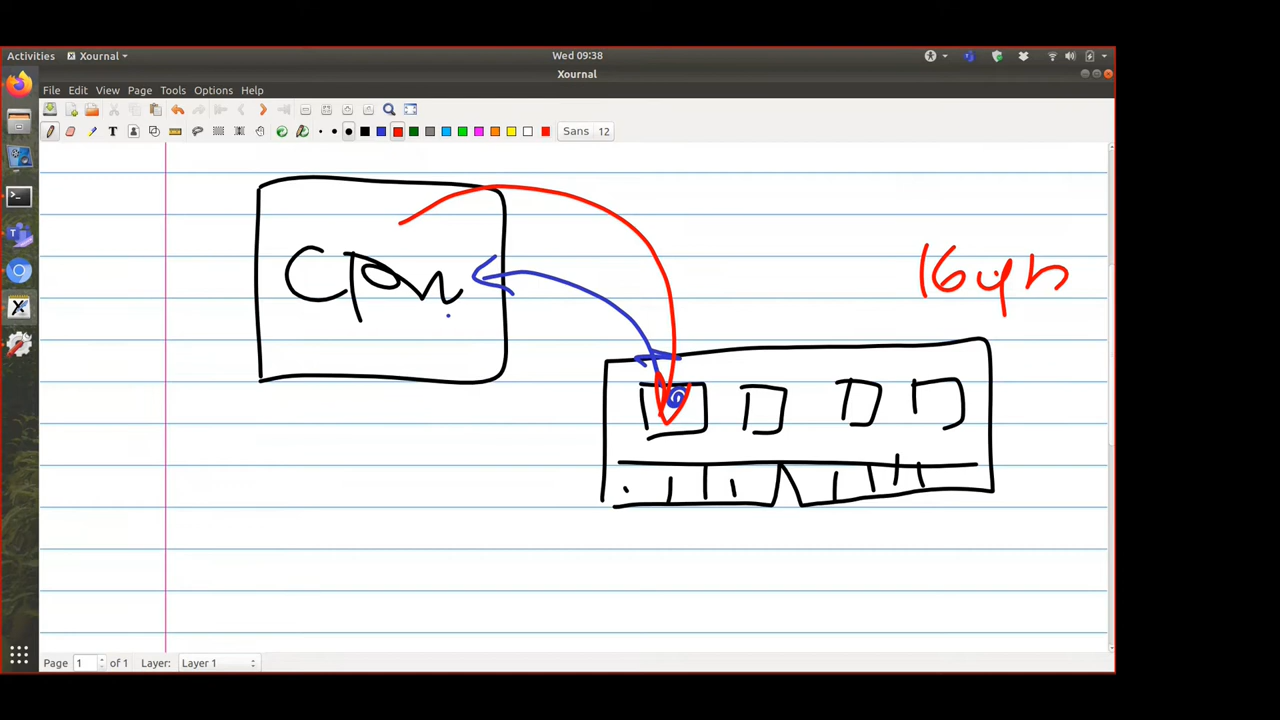 Activities Xournal Wed 09:38
Xournal
File Edit View Page Tools Options Help
T Sans 12
CPU
Page 1 of 1 Layer: Layer 1